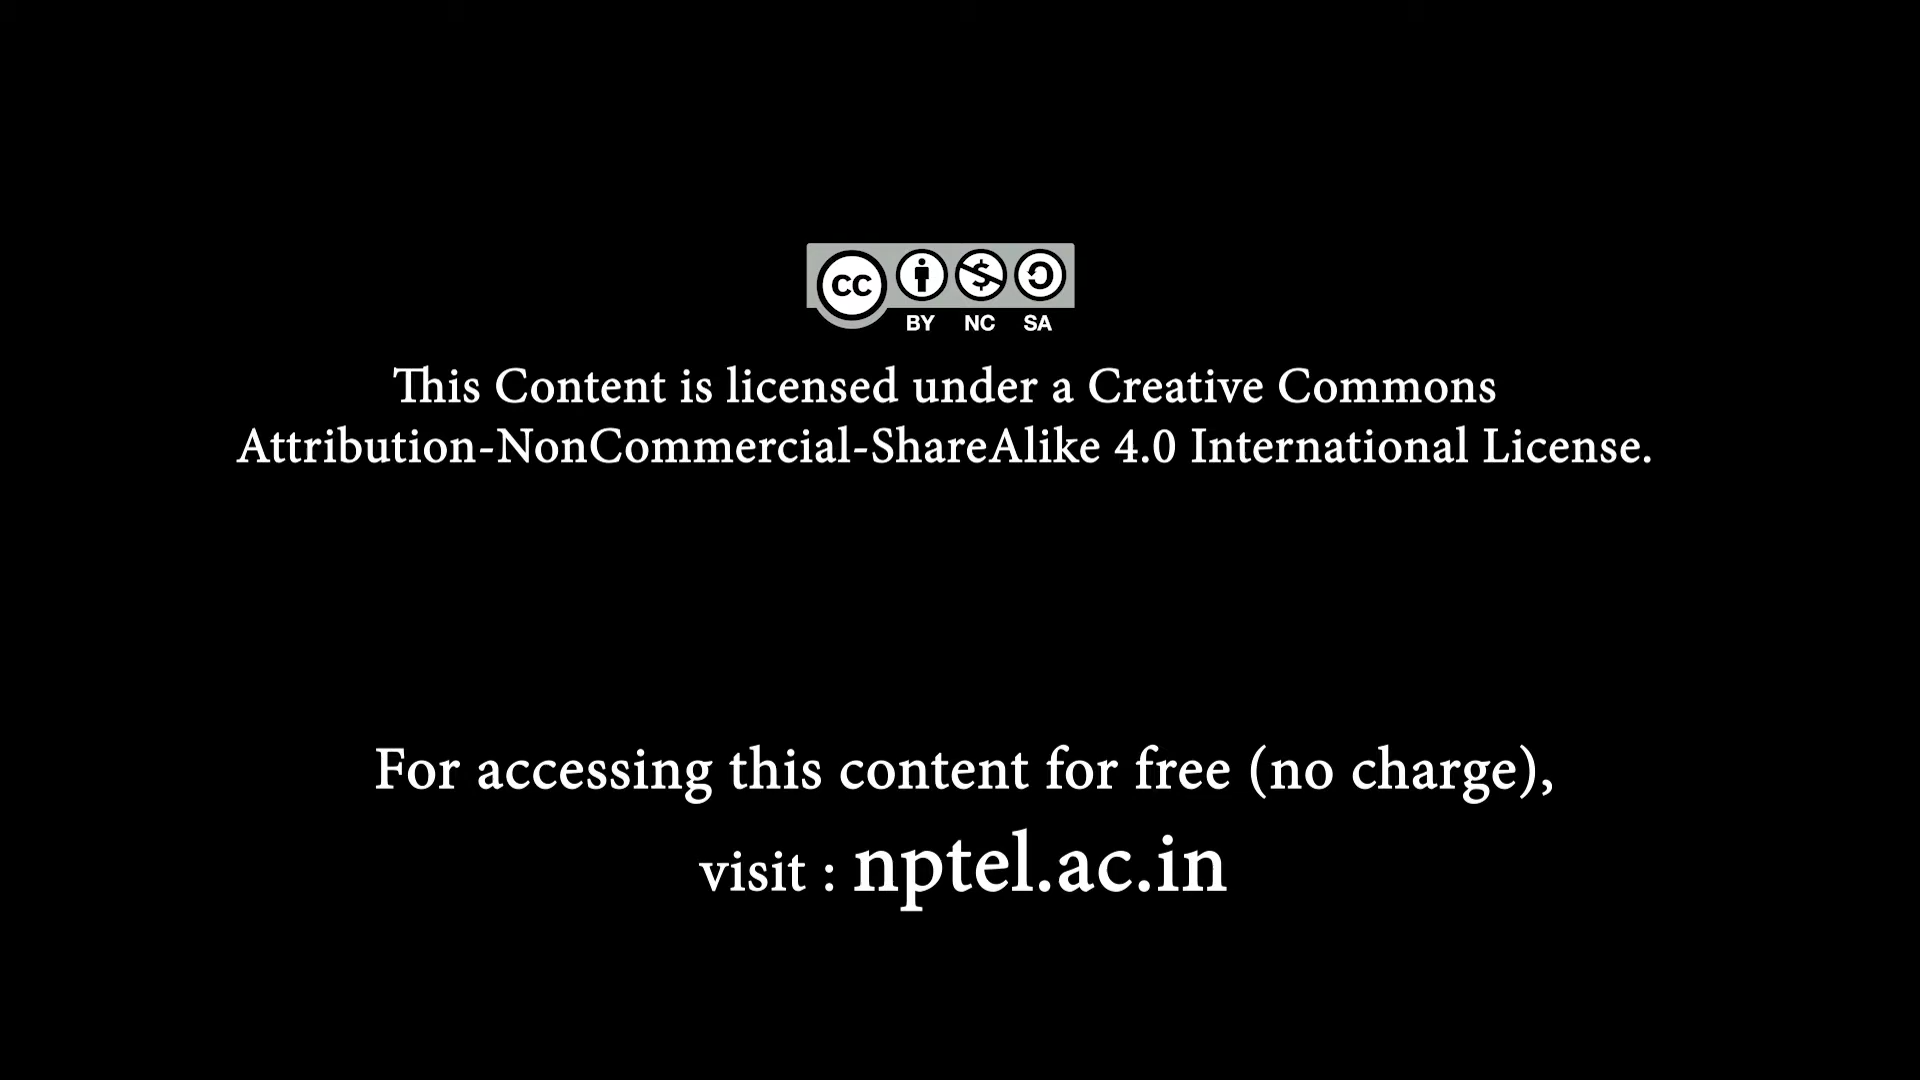 cc
BY NC SA
This Content is licensed under a Creative Commons
Attribution-NonCommercial-ShareAlike 4.0 International License.
For accessing this content for free (no charge),
visit : nptel.ac.in